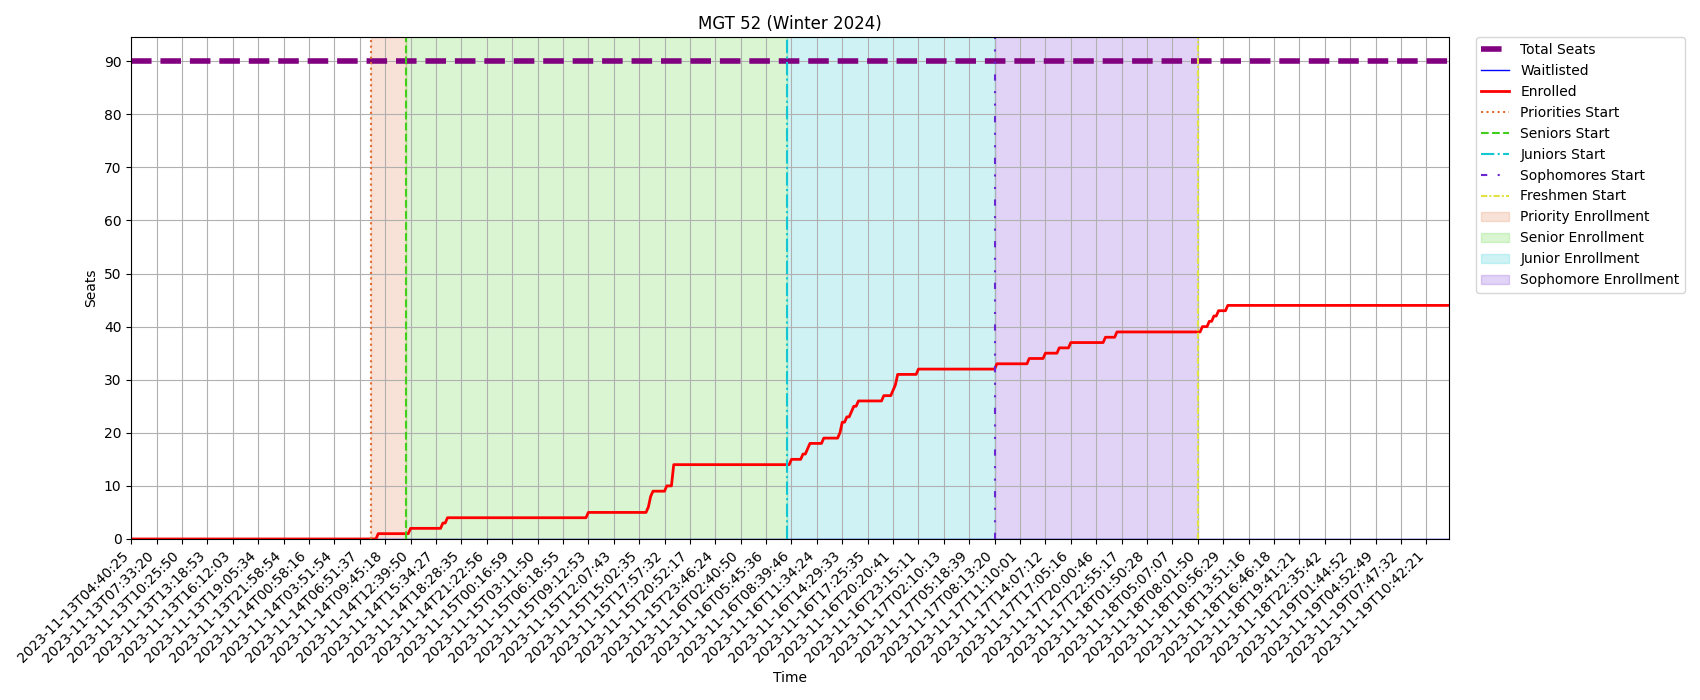 MGT 52 (Winter 2024)
Seats
90
80
70
60
50
40
30
20
10
0
2023-11-13T04:40:25
2023-11-13T07:33:20
2023-11-13T10:25:50
2023-11-13T13:18:53
2023-11-13T16:12:03
2023-11-13T19:05:34
2023-11-13T21:58:54
2023-11-14T00:58:16
2023-11-14T03:51:54
2023-11-14T06:51:37
2023-11-14T09:45:18
2023-11-14T12:39:50
2023-11-14T15:34:27
2023-11-14T18:28:35
2023-11-14T21:22:56
2023-11-15T00:16:59
2023-11-15T03:11:50
2023-11-15T06:18:55
2023-11-15T09:12:53
2023-11-15T12:07:43
2023-11-15T15:02:35
2023-11-15T17:57:32
2023-11-15T20:52:17
2023-11-15T23:46:24
2023-11-16T02:40:50
2023-11-16T05:45:36
2023-11-16T08:39:46
2023-11-16T11:34:24
2023-11-16T14:29:33
2023-11-16T17:25:35
2023-11-16T20:20:41
2023-11-16T23:15:11
2023-11-17T02:10:13
2023-11-17T05:18:39
2023-11-17T08:13:20
2023-11-17T11:10:01
2023-11-17T14:07:12
2023-11-17T17:05:16
2023-11-17T20:00:46
2023-11-17T22:55:17
2023-11-18T01:50:28
2023-11-18T05:07:07
2023-11-18T08:01:50
2023-11-18T10:56:29
2023-11-18T13:51:16
2023-11-18T16:46:18
2023-11-18T19:41:21
2023-11-18T22:35:42
2023-11-19T01:44:52
2023-11-19T04:52:49
2023-11-19T07:47:32
2023-11-19T10:42:21
Time
Total Seats
Waitlisted
Enrolled
Priorities Start
Seniors Start
Juniors Start
Sophomores Start
Freshmen Start
Priority Enrollment
Senior Enrollment
Junior Enrollment
Sophomore Enrollment